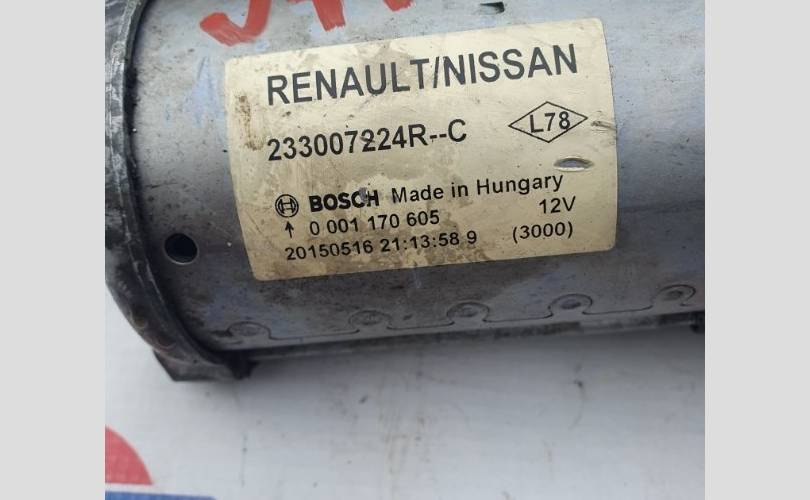 RENAULT/NISSAN
233007224R--C
L78
BOSCH Made in Hungary
↑ 0 001 170 605 12V
20150516 21:13:58 9 (3000)